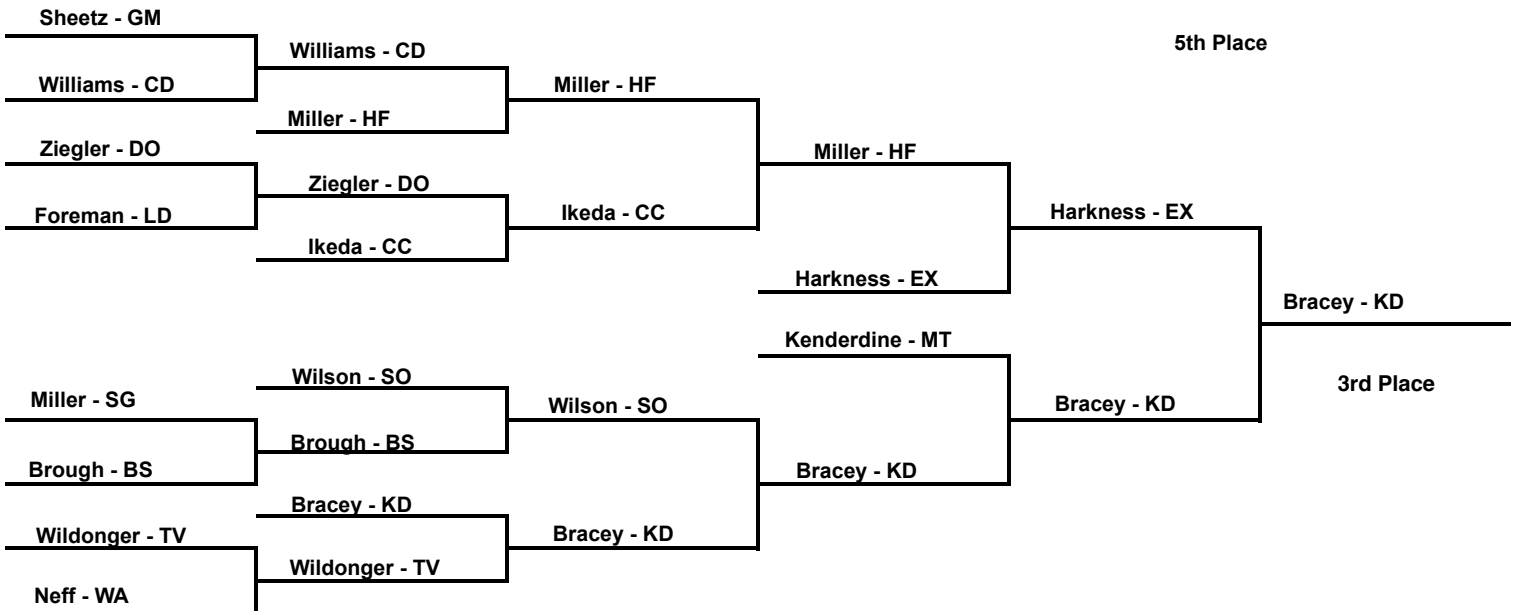 Sheetz - GM
Williams - CD
5th Place
Williams - CD
Miller - HF
Miller - HF
Ziegler - DO
Miller - HF
Ziegler - DO
Foreman - LD
Ikeda - CC
Harkness - EX
Ikeda - CC
Harkness - EX
Bracey - KD
Kenderdine - MT
Wilson - SO
3rd Place
Miller - SG
Wilson - SO
Bracey - KD
Brough - BS
Brough - BS
Bracey - KD
Bracey - KD
Wildonger - TV
Bracey - KD
Wildonger - TV
Neff - WA